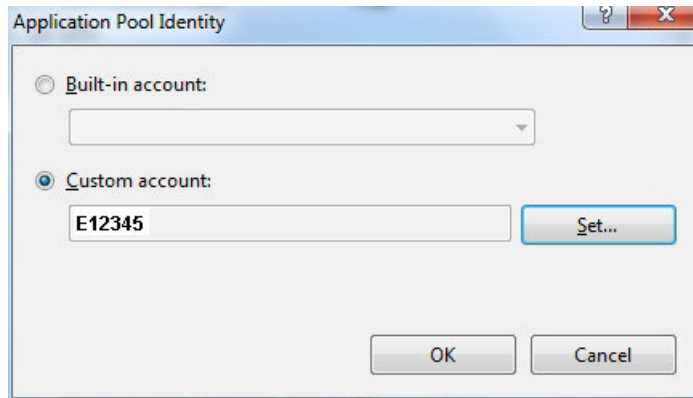 Application Pool Identity
Built-in account:
Custom account:
E12345
Set...
OK Cancel